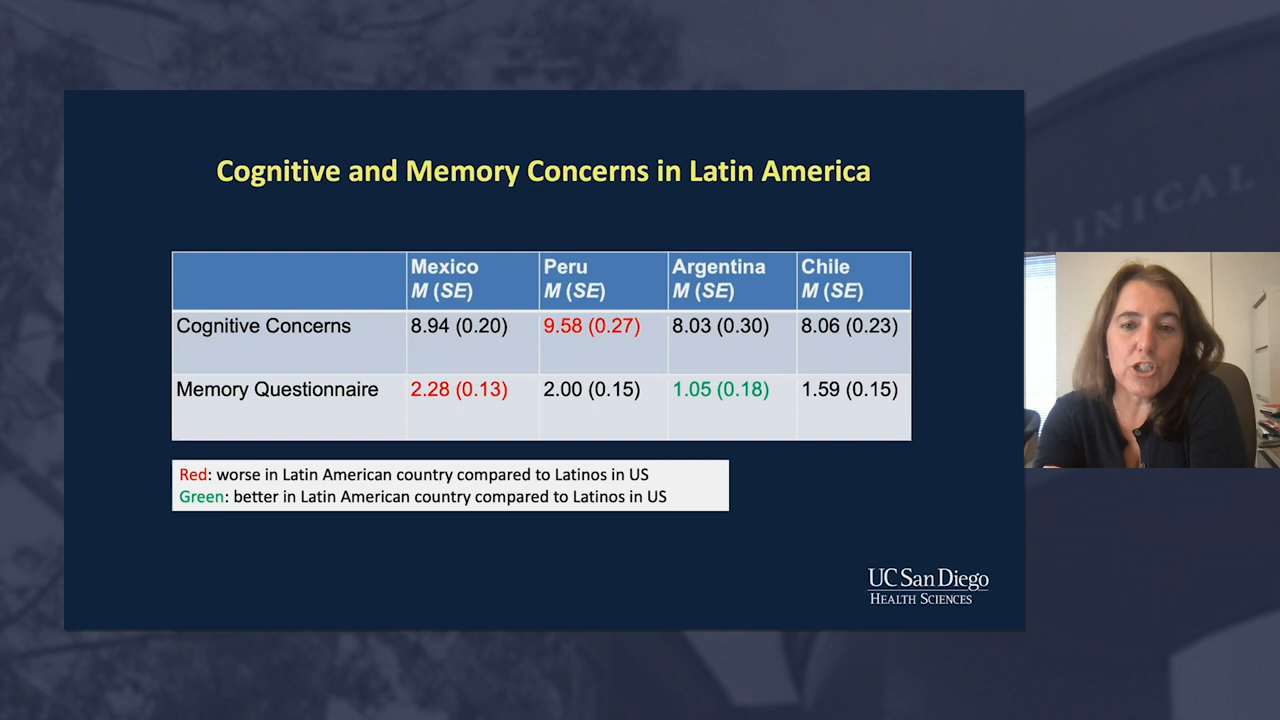 Cognitive and Memory Concerns in Latin America
Mexico Peru Argentina Chile
M (SE) M (SE) M (SE) M (SE)
Cognitive Concerns 8.94 (0.20) 9.58 (0.27) 8.03 (0.30) 8.06 (0.23)
Memory Questionnaire 2.28 (0.13) 2.00 (0.15) 1.05 (0.18) 1.59 (0.15)
Red: worse in Latin American country compared to Latinos in US
Green: better in Latin American country compared to Latinos in US
UC San Diego
HEALTH SCIENCES
CLINICAL